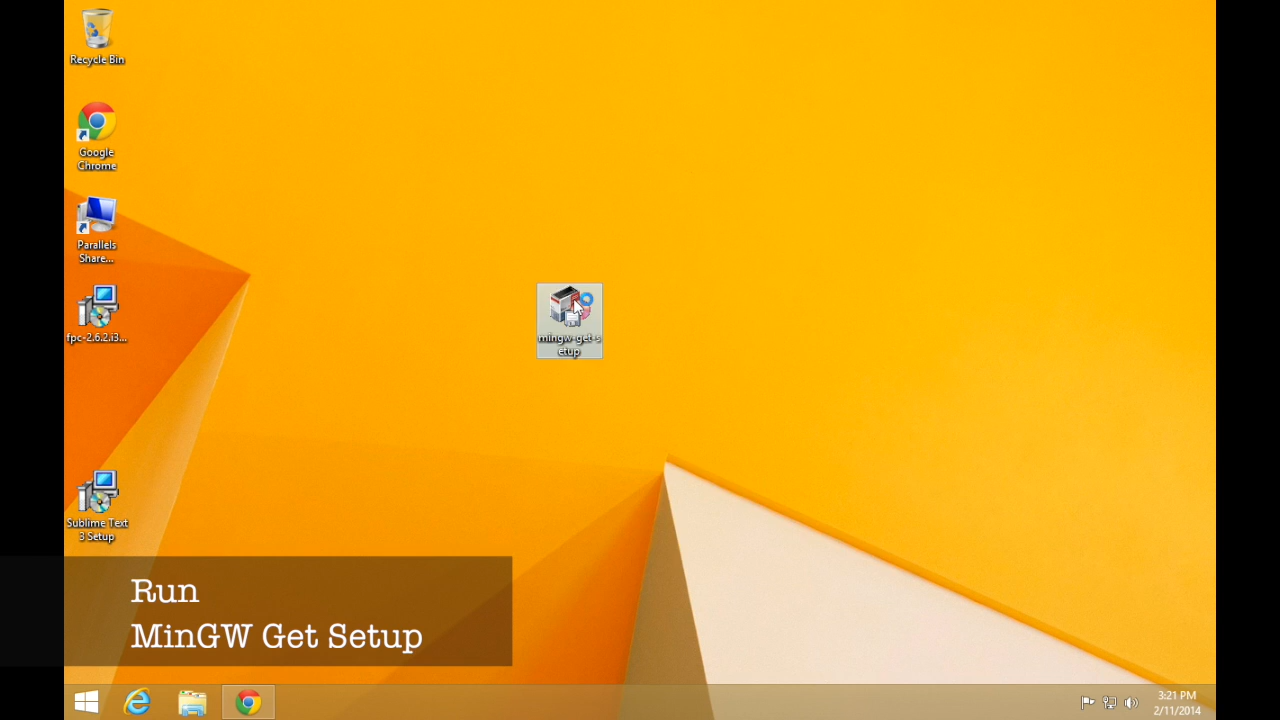 Recycle Bin
Google
Chrome
Parallels
Share...
fpc-2.6.2.i3...
mingw-get-s
etup
Sublime Text
3 Setup
Run
MinGW Get Setup
3:21 PM
2/11/2014